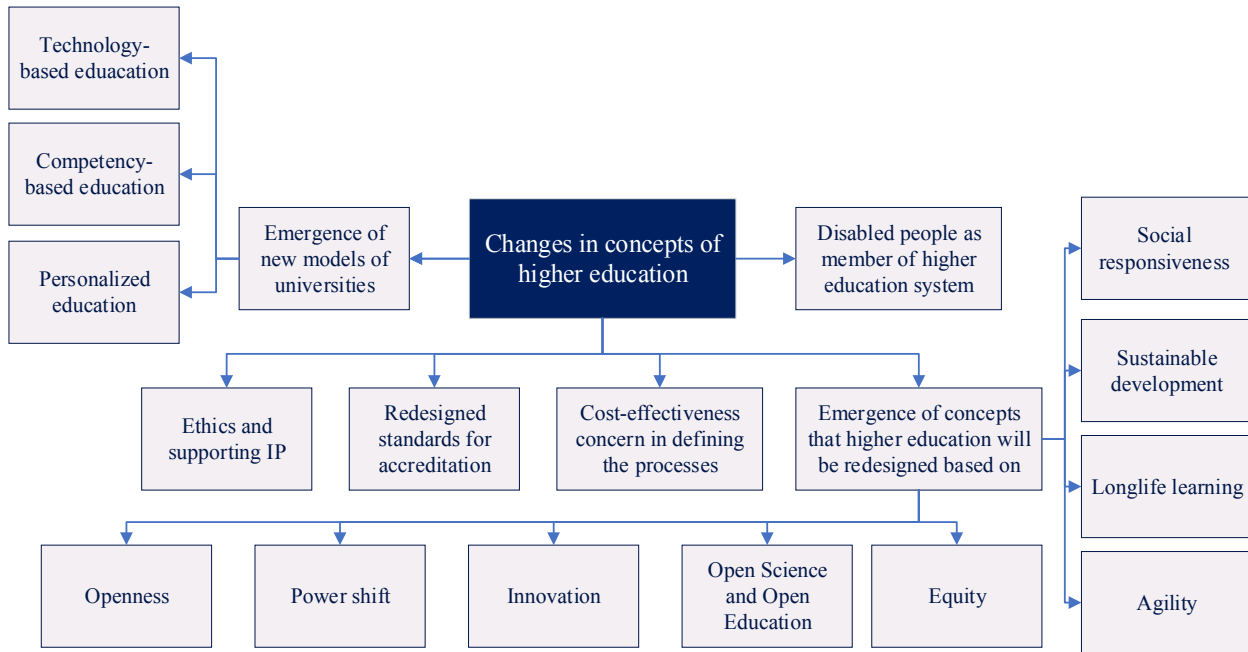 Technology-
based eduacation
Competency-
based education
Personalized
education
Emergence of
new models of
universities
Changes in concepts of
higher education
Disabled people as
member of higher
education system
Social
responsiveness
Sustainable
development
Longlife learning
Agility
Ethics and
supporting IP
Redesigned
standards for
accreditation
Cost-effectiveness
concern in defining
the processes
Emergence of concepts
that higher education will
be redesigned based on
Openness
Power shift
Innovation
Open Science
and Open
Education
Equity